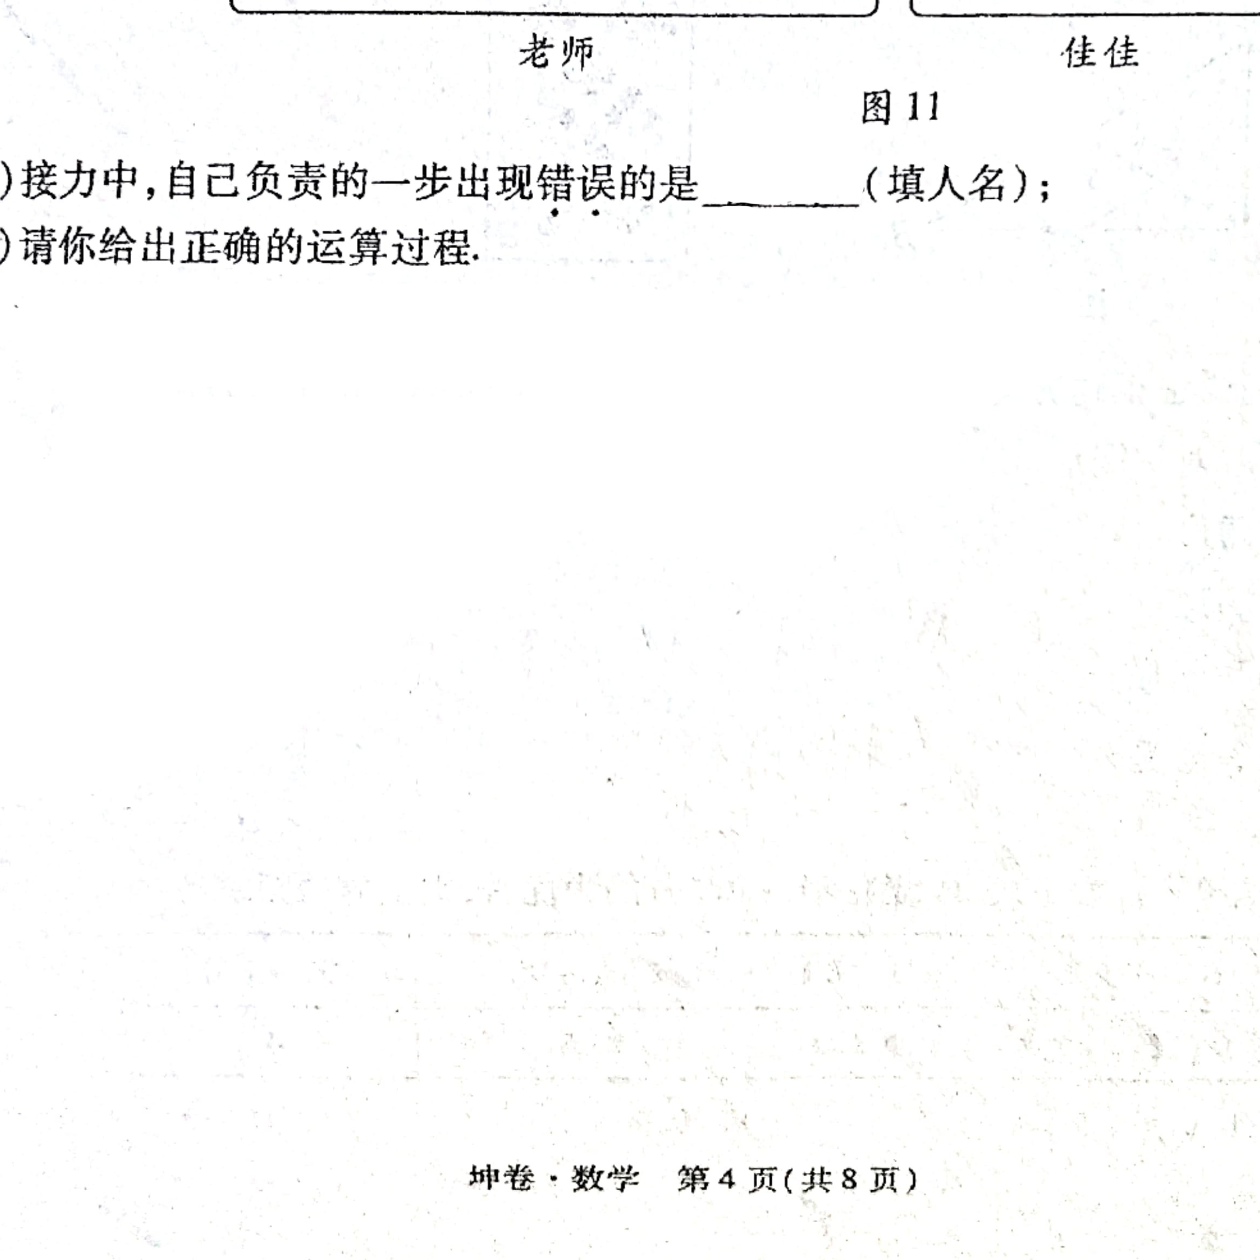 老师 佳佳
图 11
)接力中,自己负责的一步出现错误的是________(填人名);
)请你给出正确的运算过程.
坤卷·数学 第 4 页(共 8 页)